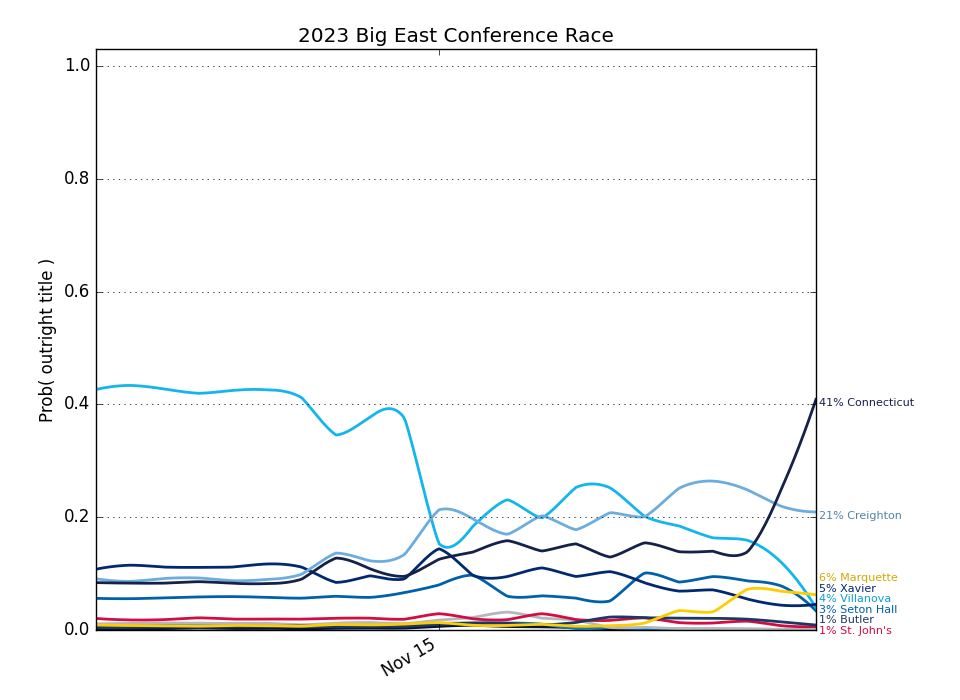 2023 Big East Conference Race
1.0
0.8
0.6
0.4
0.2
0.0
Prob( outright title )
Nov 15
41% Connecticut
21% Creighton
6% Marquette
5% Xavier
4% Villanova
3% Seton Hall
1% Butler
1% St. John's